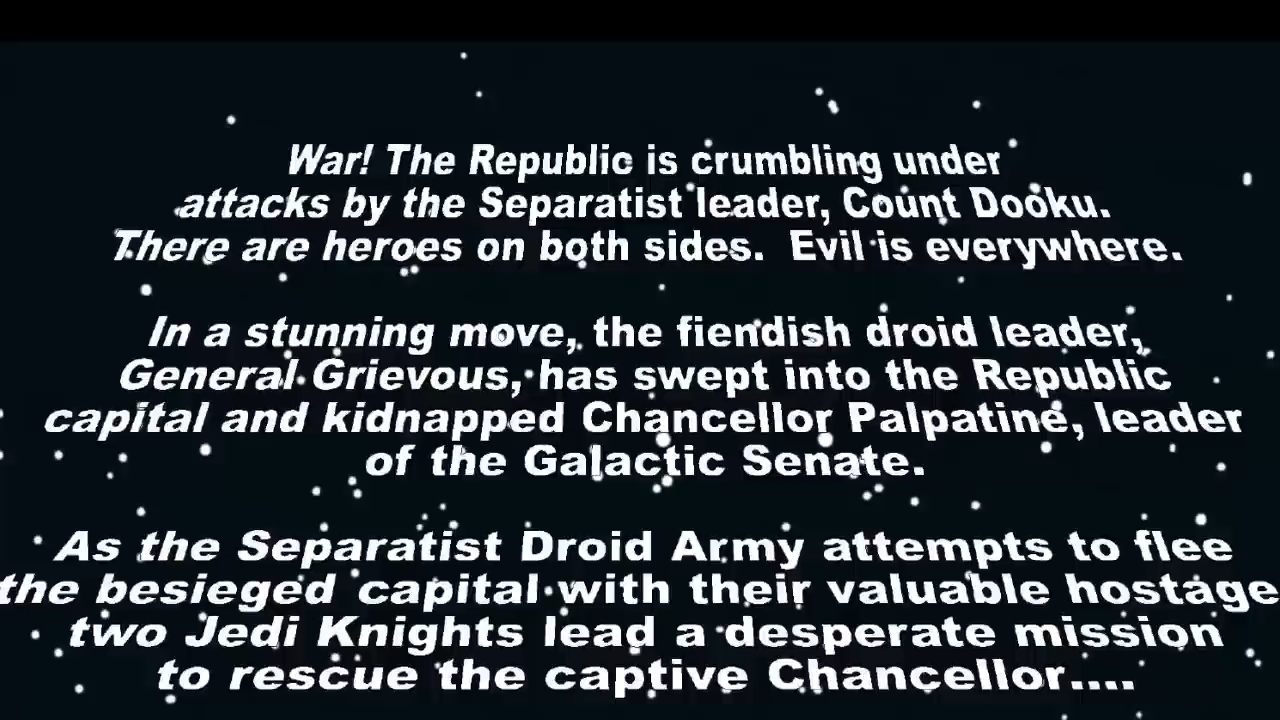 War! The Republic is crumbling under
attacks by the Separatist leader, Count Dooku.
There are heroes on both sides.  Evil is everywhere.
In a stunning move, the fiendish droid leader,
General Grievous, has swept into the Republic
capital and kidnapped Chancellor Palpatine, leader
of the Galactic Senate.
As the Separatist Droid Army attempts to flee
the besieged capital with their valuable hostage
two Jedi Knights lead a desperate mission
to rescue the captive Chancellor....